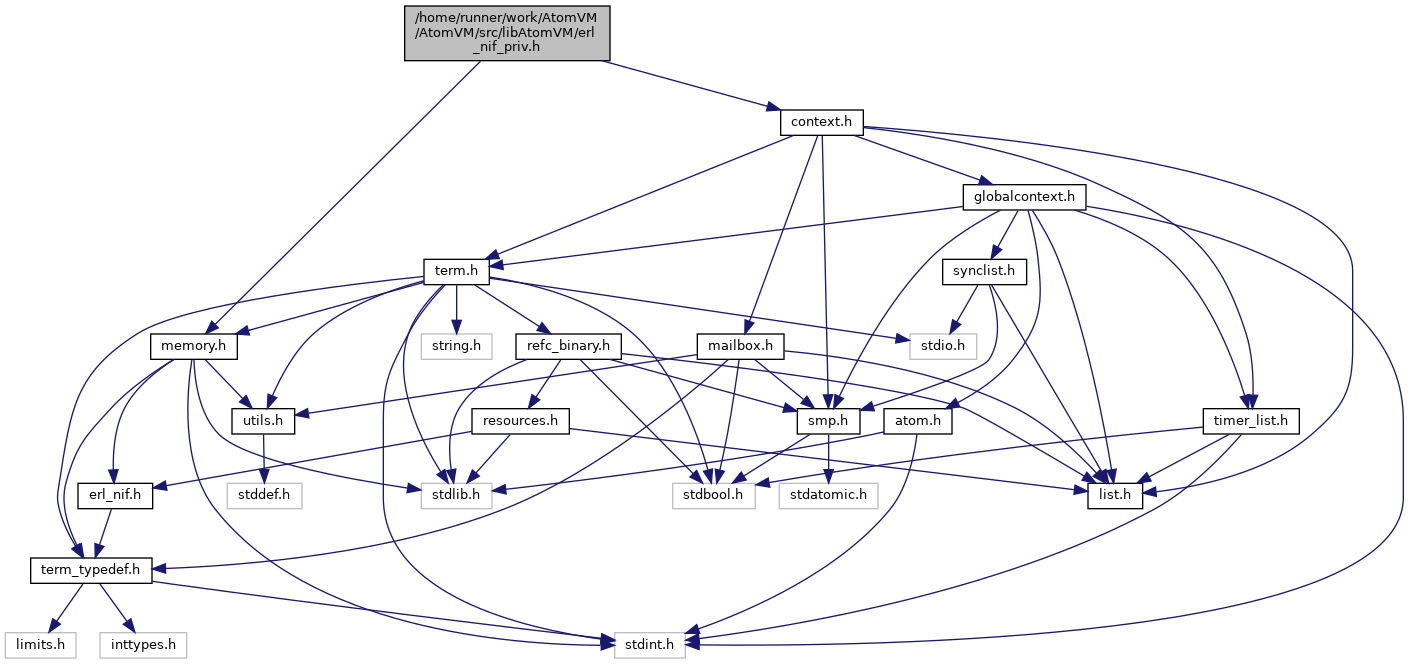 /home/runner/work/AtomVM
/AtomVM/src/libAtomVM/erl
_nif_priv.h
context.h
globalcontext.h
term.h
synclist.h
memory.h
string.h
refc_binary.h
mailbox.h
stdio.h
utils.h
resources.h
smp.h
atom.h
timer_list.h
erl_nif.h
stddef.h
stdlib.h
stdbool.h
stdatomic.h
list.h
term_typedef.h
limits.h
inttypes.h
stdint.h